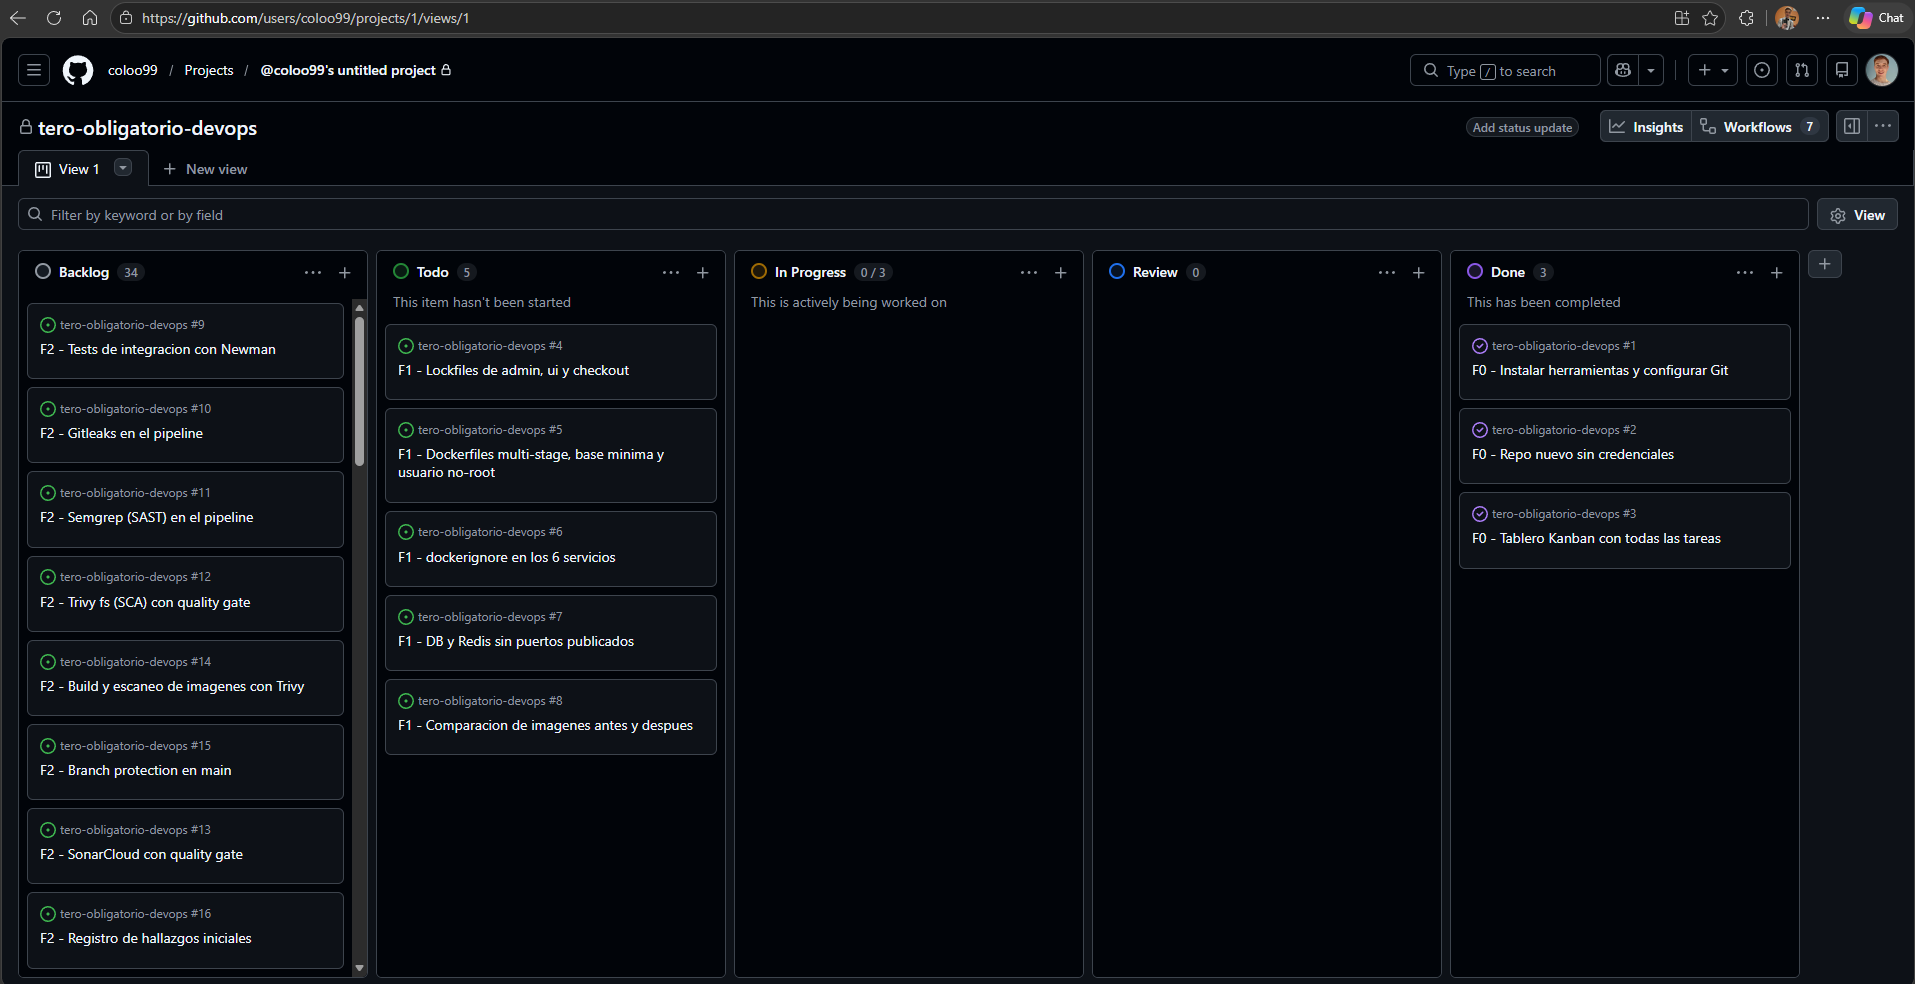 https://github.com/users/coloo99/projects/1/views/1
Chat
coloo99 / Projects / @coloo99's untitled project
Type / to search
tero-obligatorio-devops
Add status update
Insights
Workflows 7
View 1
New view
Filter by keyword or by field
View
Backlog 34
tero-obligatorio-devops #9
F2 - Tests de integracion con Newman
tero-obligatorio-devops #10
F2 - Gitleaks en el pipeline
tero-obligatorio-devops #11
F2 - Semgrep (SAST) en el pipeline
tero-obligatorio-devops #12
F2 - Trivy fs (SCA) con quality gate
tero-obligatorio-devops #14
F2 - Build y escaneo de imagenes con Trivy
tero-obligatorio-devops #15
F2 - Branch protection en main
tero-obligatorio-devops #13
F2 - SonarCloud con quality gate
tero-obligatorio-devops #16
F2 - Registro de hallazgos iniciales
Todo 5
This item hasn't been started
tero-obligatorio-devops #4
F1 - Lockfiles de admin, ui y checkout
tero-obligatorio-devops #5
F1 - Dockerfiles multi-stage, base minima y
usuario no-root
tero-obligatorio-devops #6
F1 - dockerignore en los 6 servicios
tero-obligatorio-devops #7
F1 - DB y Redis sin puertos publicados
tero-obligatorio-devops #8
F1 - Comparacion de imagenes antes y despues
In Progress 0 / 3
This is actively being worked on
Review 0
Done 3
This has been completed
tero-obligatorio-devops #1
F0 - Instalar herramientas y configurar Git
tero-obligatorio-devops #2
F0 - Repo nuevo sin credenciales
tero-obligatorio-devops #3
F0 - Tablero Kanban con todas las tareas